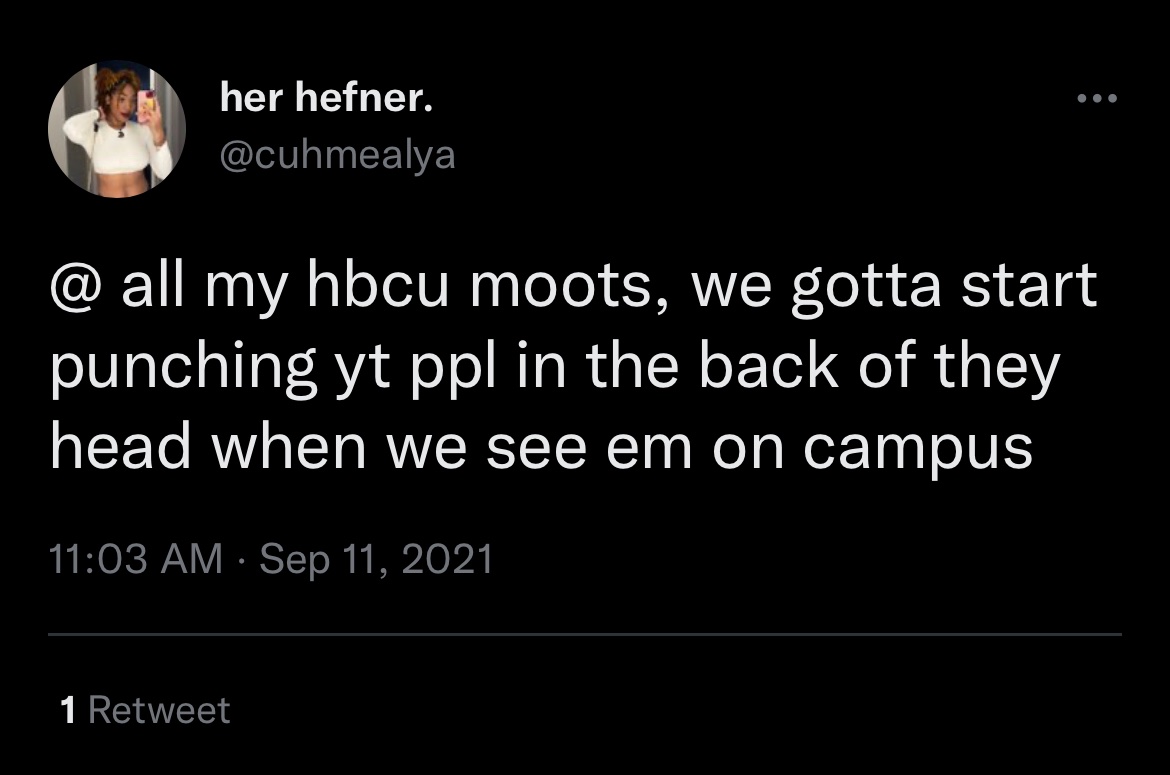 her hefner.
@cuhmealya
@ all my hbcu moots, we gotta start
punching yt ppl in the back of they
head when we see em on campus
11:03 AM · Sep 11, 2021
1 Retweet